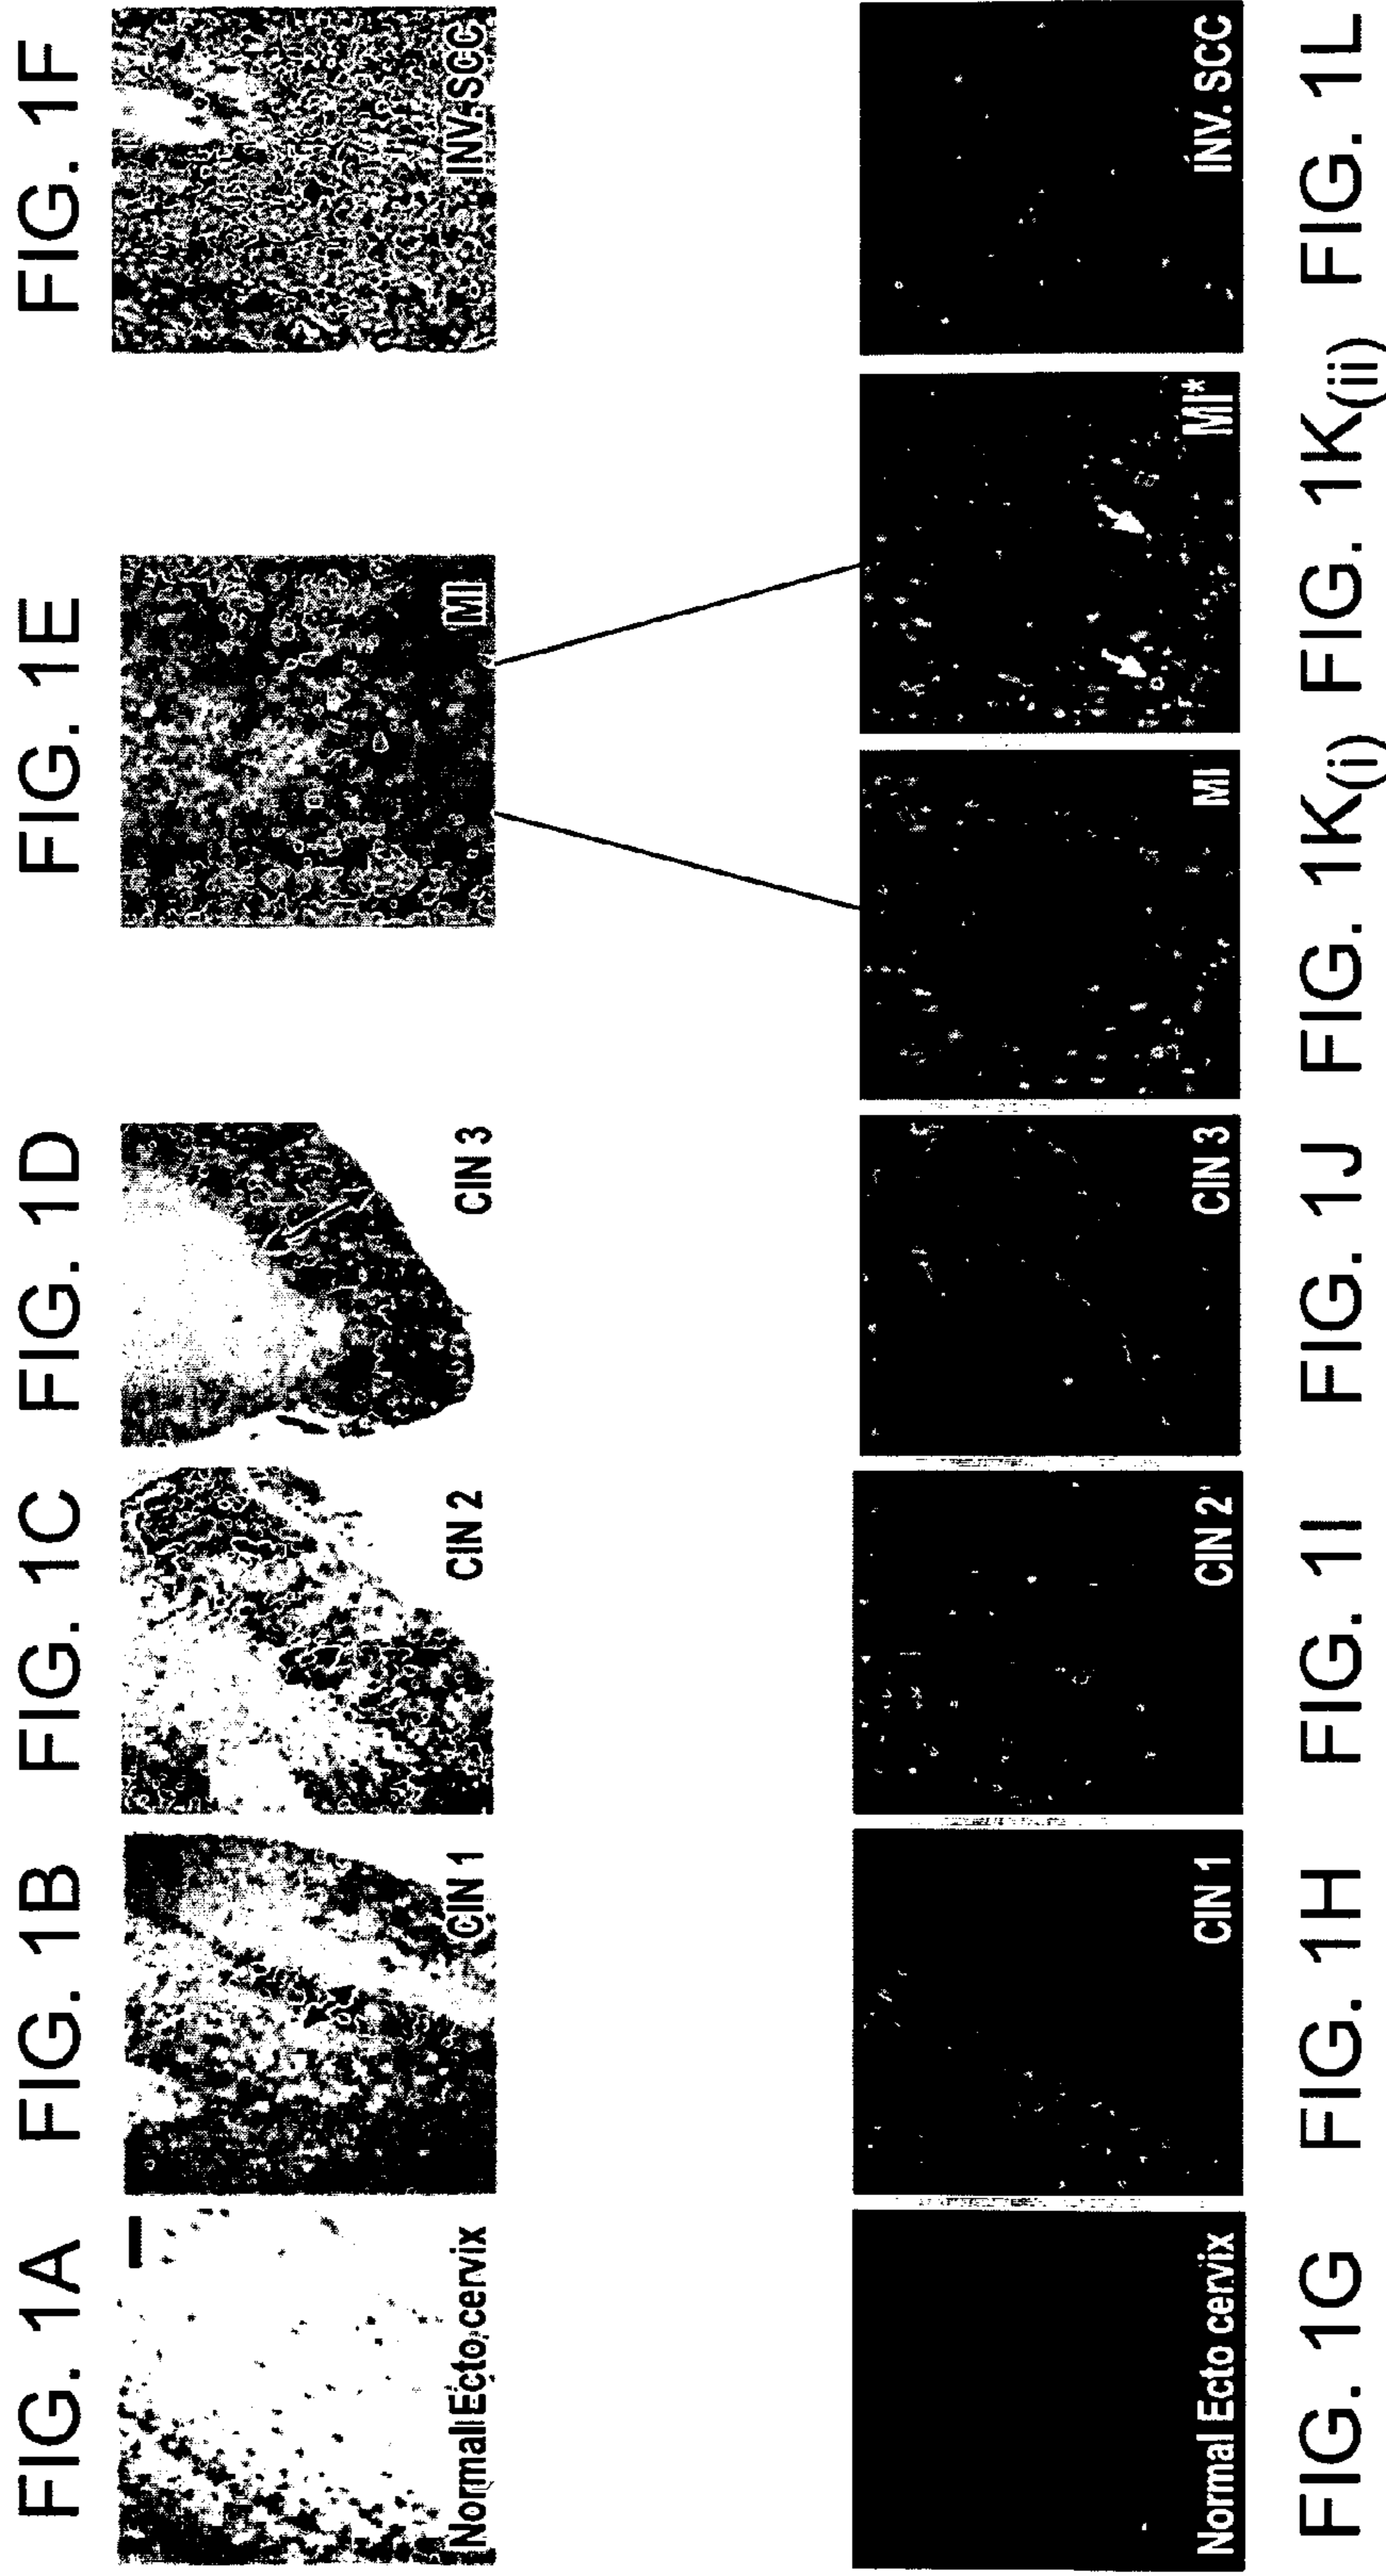 FIG. 1A FIG. 1B FIG. 1C FIG. 1D FIG. 1E FIG. 1F
Normal Ecto cervix
CIN 1
CIN 2
CIN 3
MI
INV. SCC
Normal Ecto cervix
CIN 1
CIN 2
CIN 3
MI
MI*
INV. SCC
FIG. 1G FIG. 1H FIG. 1I FIG. 1J FIG. 1K(i) FIG. 1K(ii) FIG. 1L